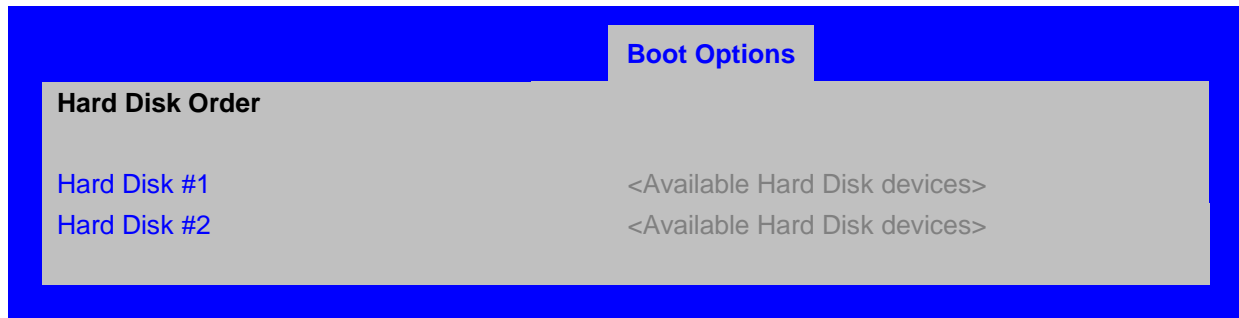 Boot Options
Hard Disk Order
Hard Disk #1 <Available Hard Disk devices>
Hard Disk #2 <Available Hard Disk devices>